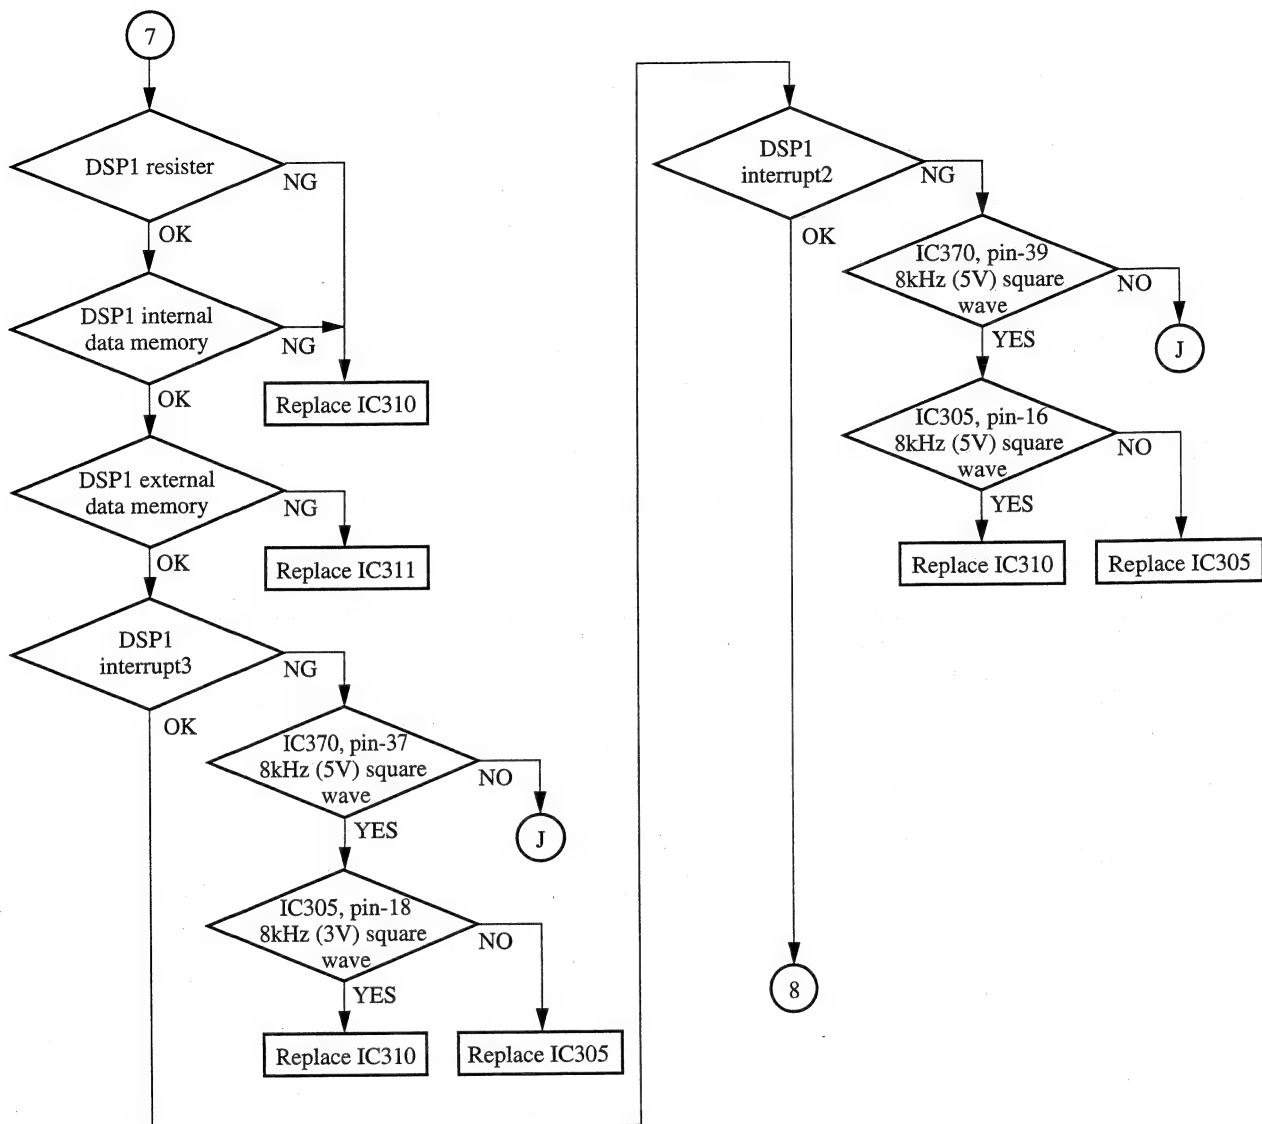 7
DSP1 resister
NG
OK
DSP1 internal
data memory
NG
OK
Replace IC310
DSP1 external
data memory
NG
OK
Replace IC311
DSP1
interrupt3
NG
OK
IC370, pin-37
8kHz (5V) square
wave
NO
YES
J
IC305, pin-18
8kHz (3V) square
wave
NO
YES
Replace IC310
Replace IC305
DSP1
interrupt2
NG
OK
IC370, pin-39
8kHz (5V) square
wave
NO
YES
J
IC305, pin-16
8kHz (5V) square
wave
NO
YES
Replace IC310
Replace IC305
8